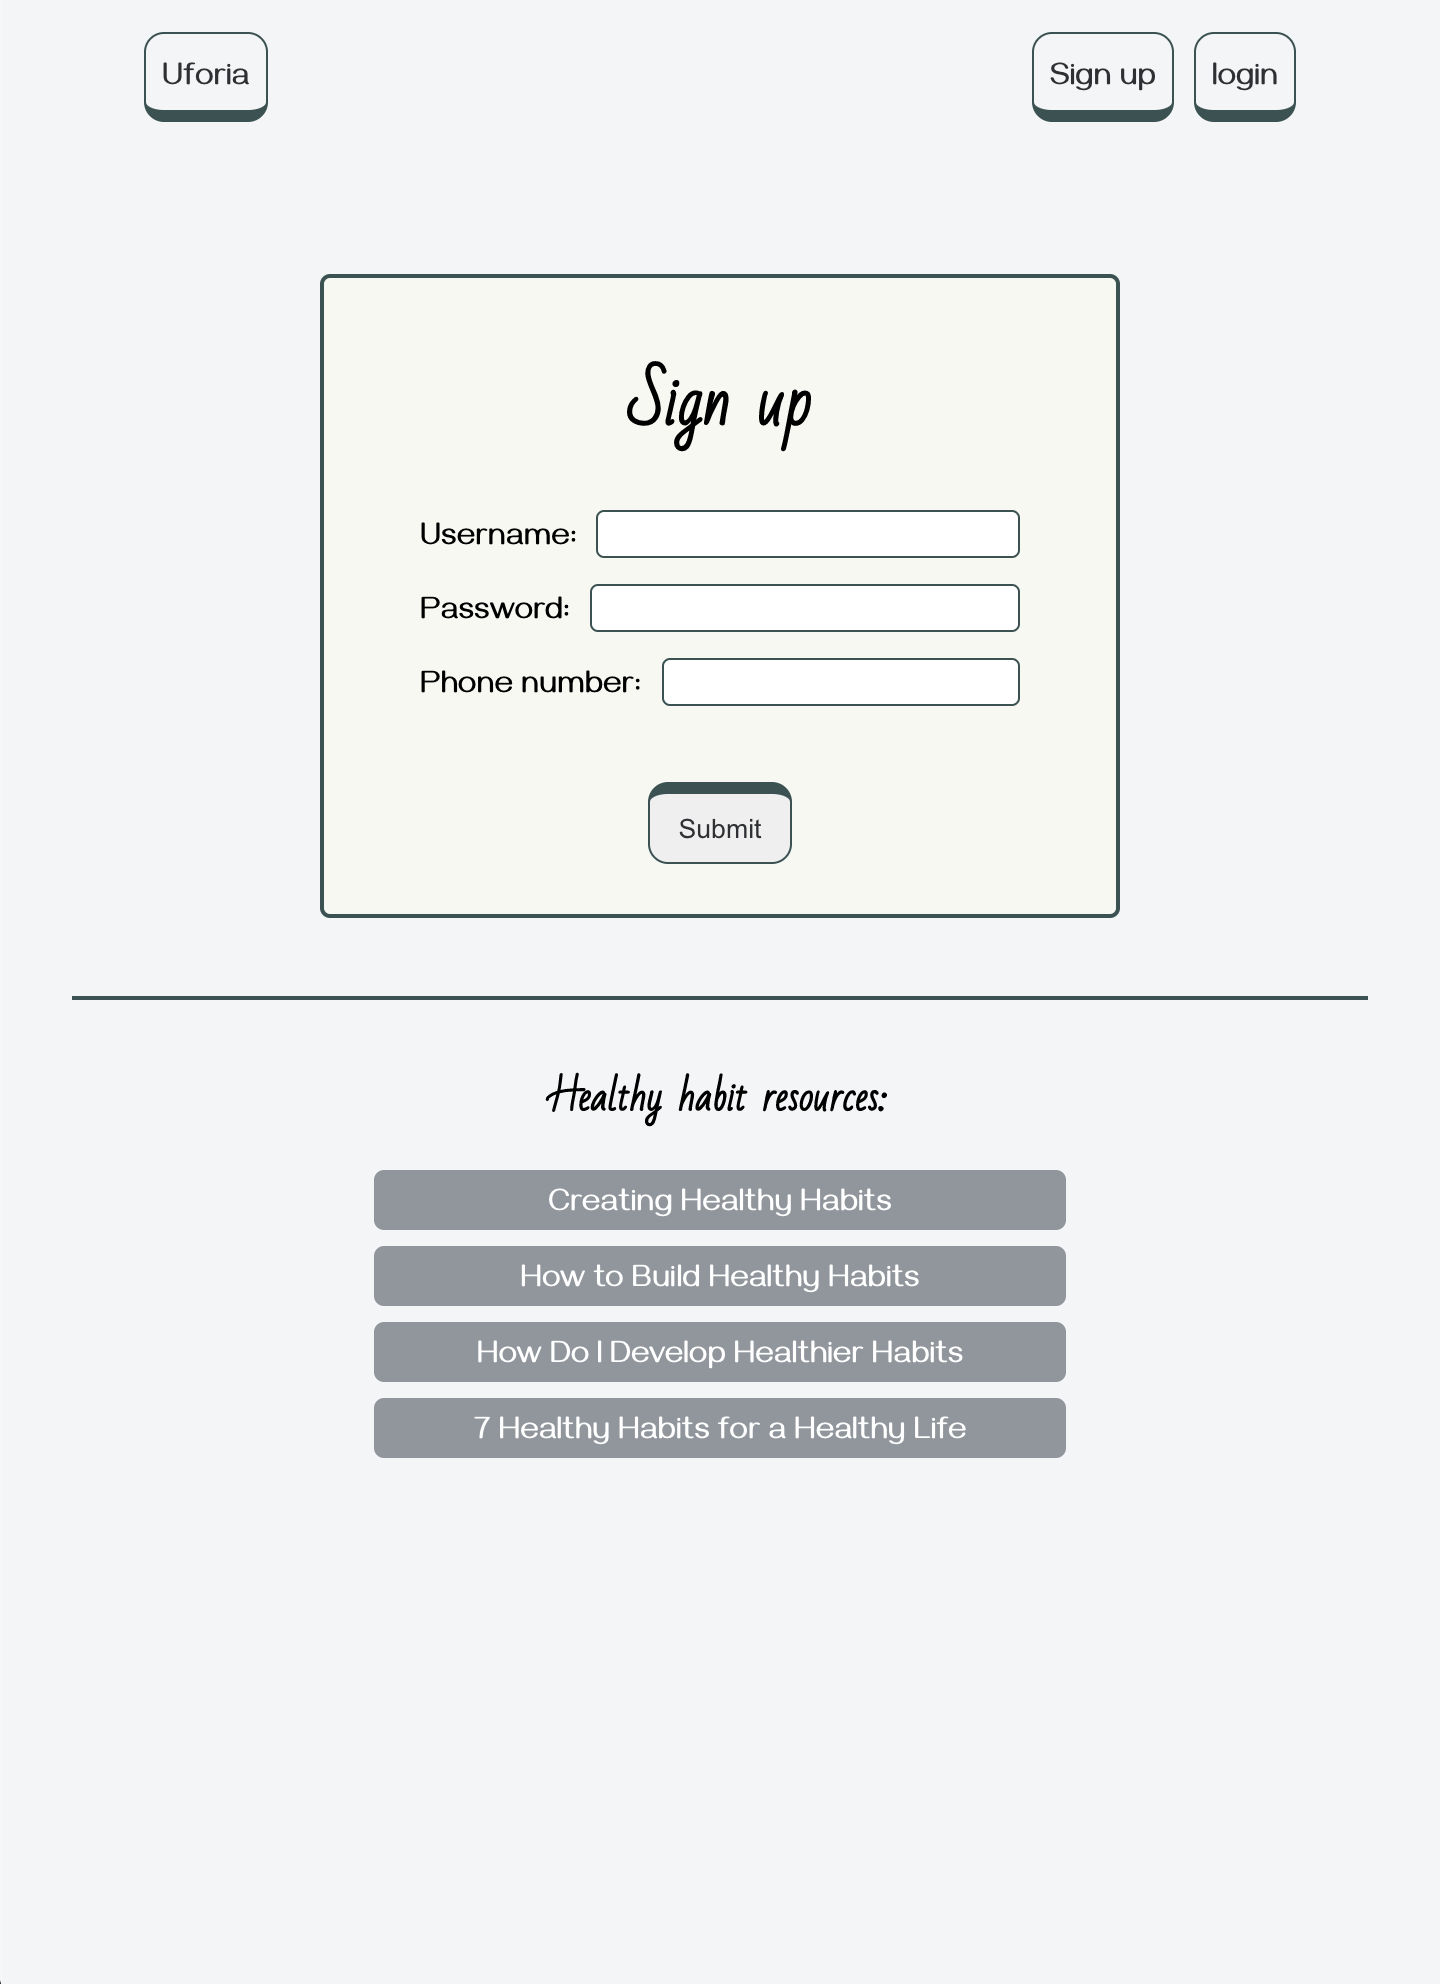 Uforia
Sign up
login
Sign up
Username:
Password:
Phone number:
Submit
Healthy habit resources:
Creating Healthy Habits
How to Build Healthy Habits
How Do I Develop Healthier Habits
7 Healthy Habits for a Healthy Life